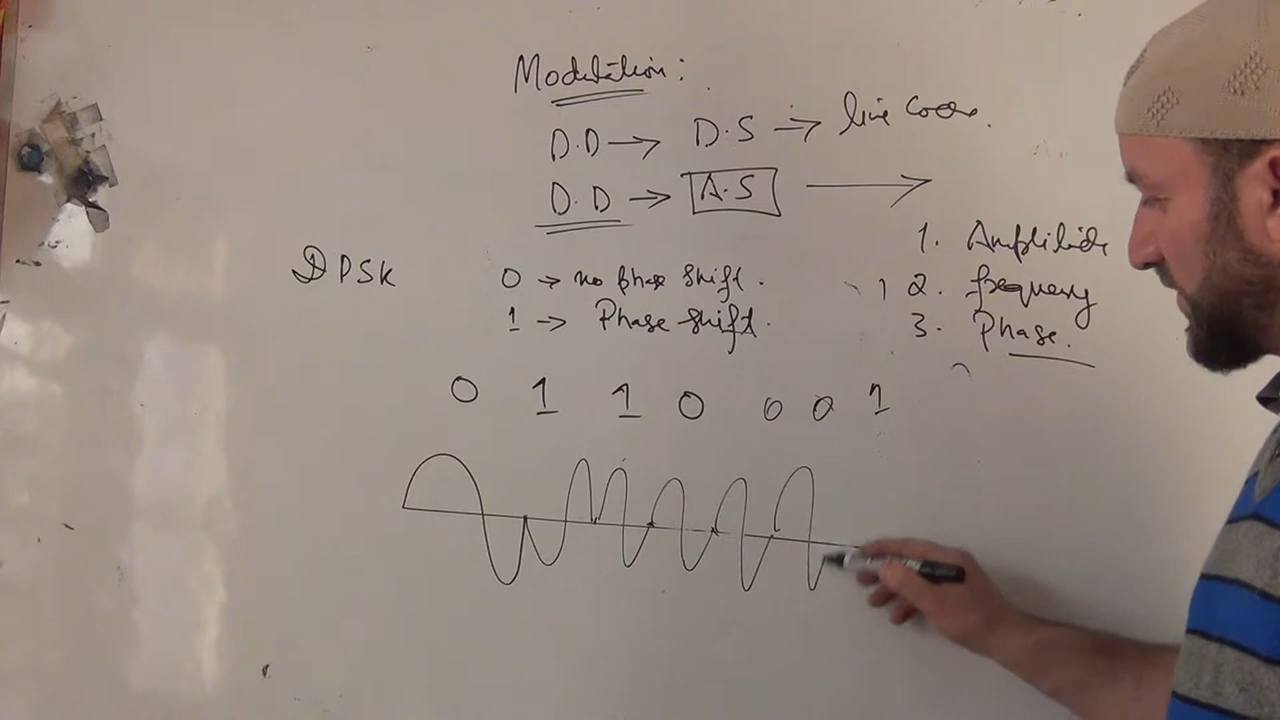 Modulation:
D.D → D.S → line code.
D.D → A.S →
1. Amplitude
DPSK 0 → no phase shift. 2. frequency
1 → Phase shift. 3. Phase.
0 1 1 0 0 0 1